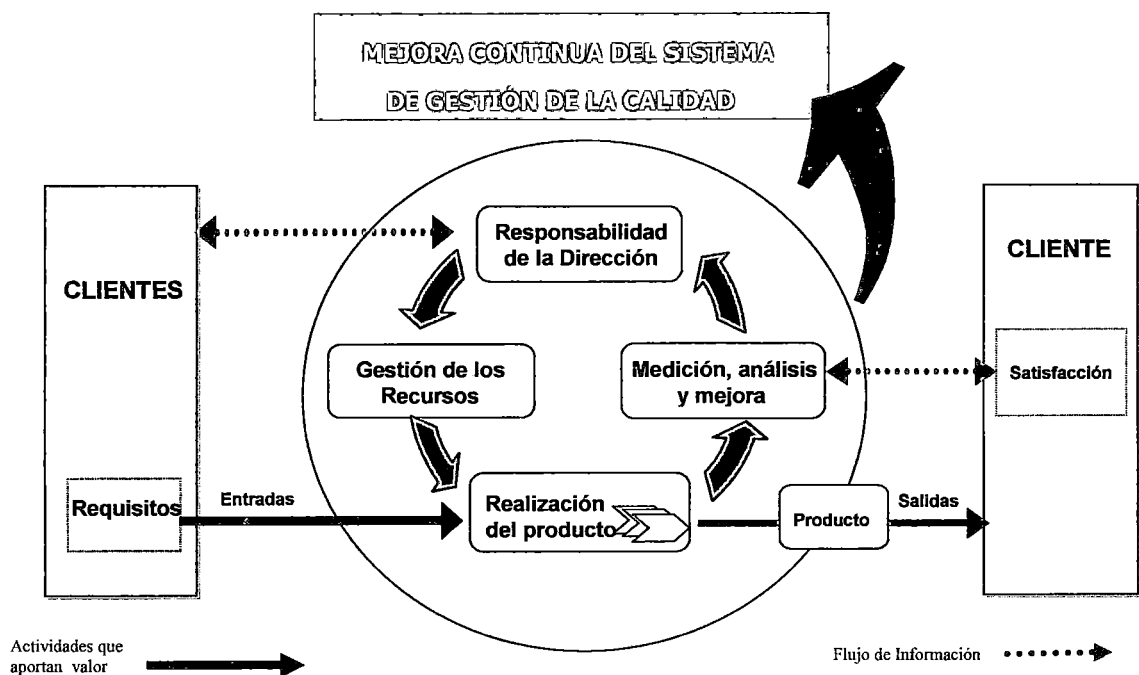 MEJORA CONTINUA DEL SISTEMA
DE GESTIÓN DE LA CALIDAD
Responsabilidad
de la Dirección
CLIENTES
CLIENTE
Gestión de los
Recursos
Medición, análisis
y mejora
Satisfacción
Requisitos
Entradas
Realización
del producto
Producto
Salidas
Actividades que
aportan valor
Flujo de Información